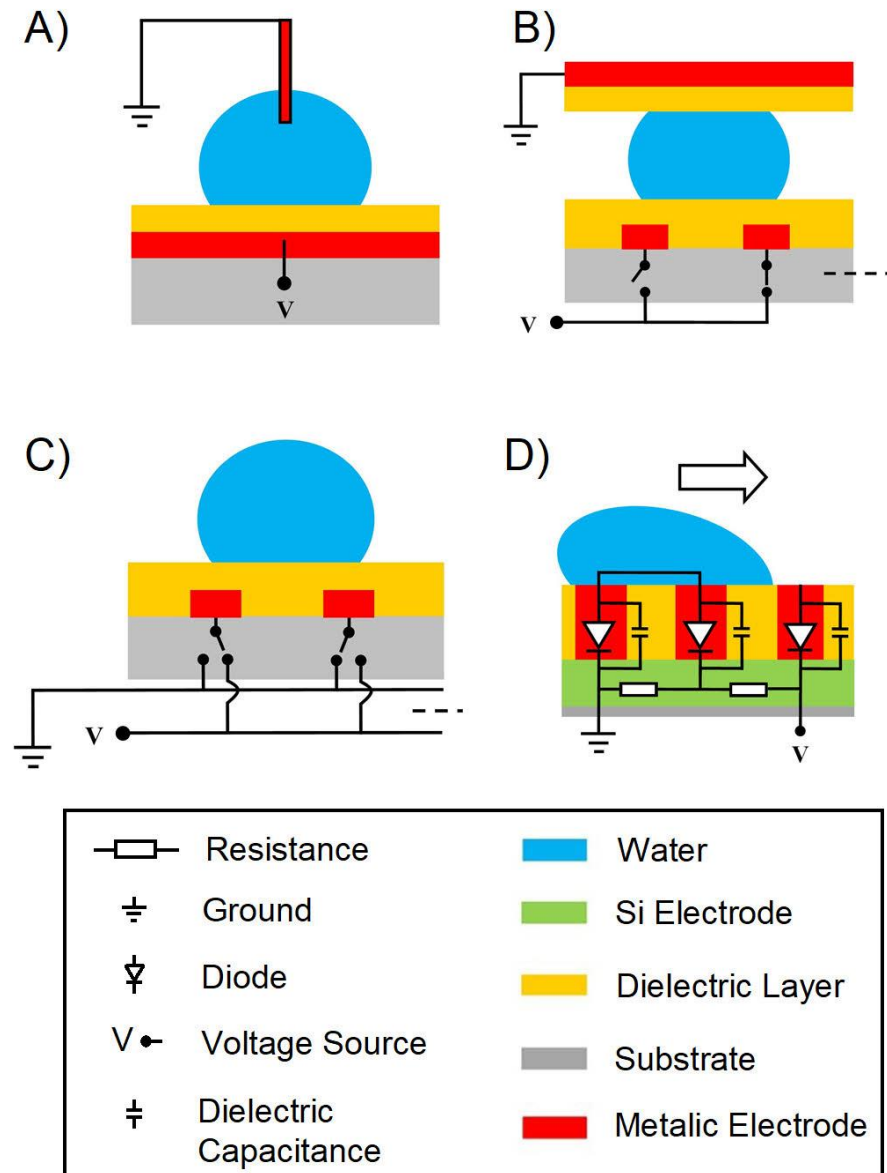 A)
B)
V
V
C)
D)
V
V
Resistance
Water
Ground
Si Electrode
Diode
Dielectric Layer
V
Voltage Source
Substrate
Dielectric
Capacitance
Metalic Electrode